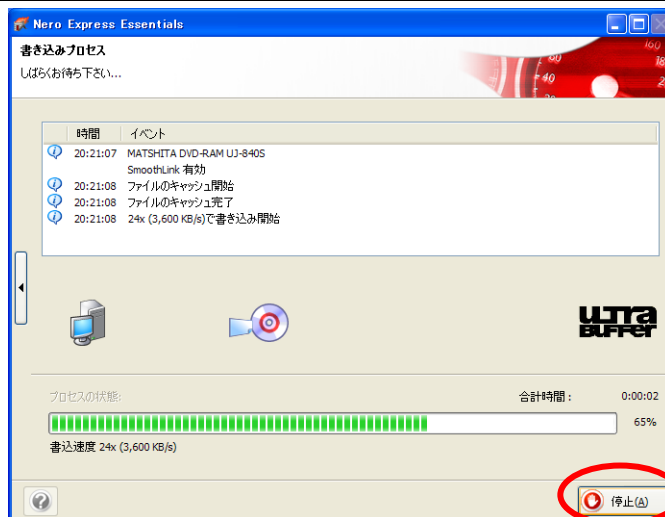 Nero Express Essentials
書き込みプロセス
しばらくお待ち下さい...
時間 イベント
20:21:07 MATSHITA DVD-RAM UJ-840S
SmoothLink 有効
20:21:08 ファイルのキャッシュ開始
20:21:08 ファイルのキャッシュ完了
20:21:08 24x (3,600 KB/s)で書き込み開始
ULTRA
BUFFER
プロセスの状態:
合計時間: 0:00:02
65%
書込速度 24x (3,600 KB/s)
停止(A)